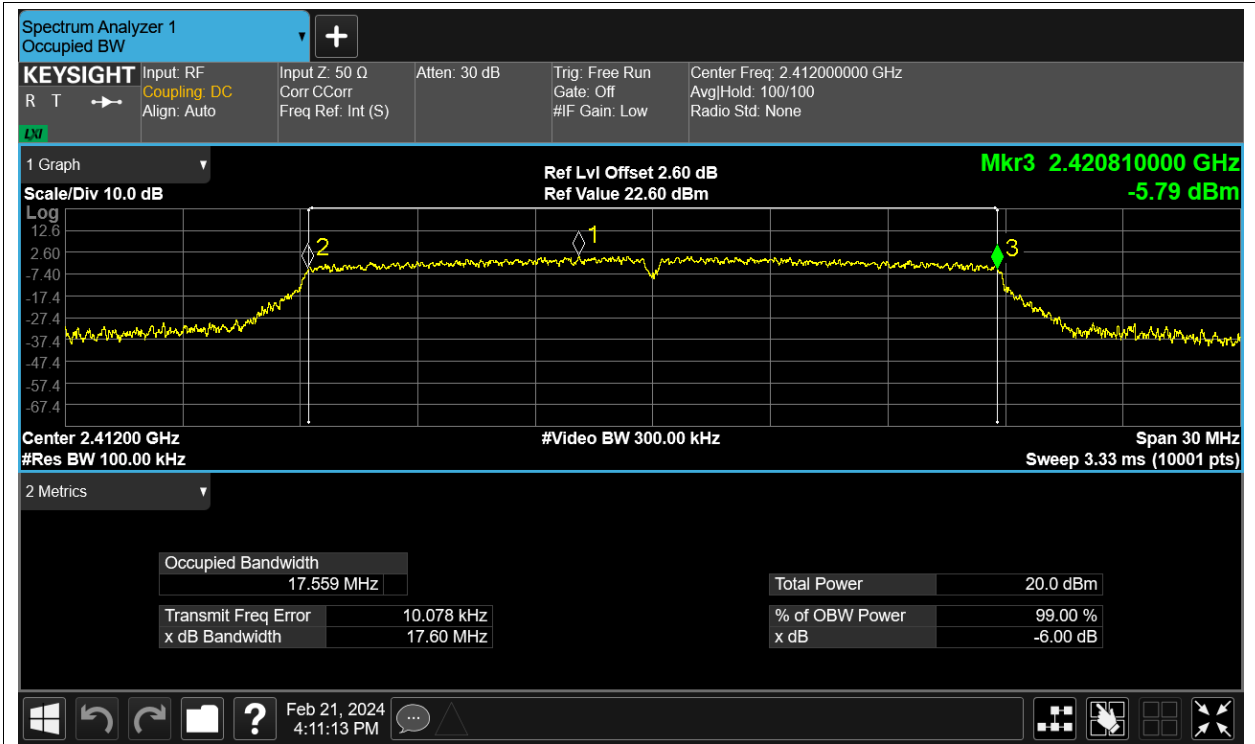 Spectrum Analyzer 1
Occupied BW
▼
+
KEYSIGHT
R T
LXI
Input: RF
Coupling: DC
Align: Auto
Input Z: 50 Ω
Corr CCorr
Freq Ref: Int (S)
Atten: 30 dB
Trig: Free Run
Gate: Off
#IF Gain: Low
Center Freq: 2.412000000 GHz
Avg|Hold: 100/100
Radio Std: None
1 Graph ▼
Scale/Div 10.0 dB
Ref Lvl Offset 2.60 dB
Ref Value 22.60 dBm
Mkr3 2.420810000 GHz
-5.79 dBm
Log
12.6
2.60
-7.40
-17.4
-27.4
-37.4
-47.4
-57.4
-67.4
2
1
3
Center 2.41200 GHz
#Res BW 100.00 kHz
#Video BW 300.00 kHz
Span 30 MHz
Sweep 3.33 ms (10001 pts)
2 Metrics ▼
Occupied Bandwidth
17.559 MHz
Transmit Freq Error 10.078 kHz
x dB Bandwidth 17.60 MHz
Total Power 20.0 dBm
% of OBW Power 99.00 %
x dB -6.00 dB
?
Feb 21, 2024
4:11:13 PM